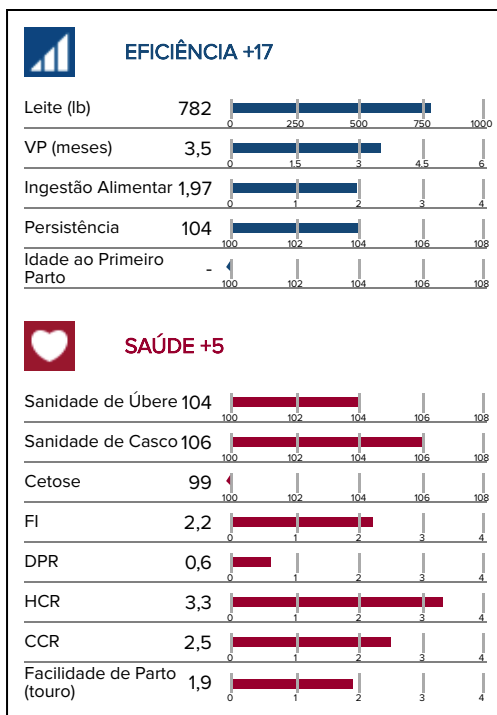 EFICIÊNCIA +17
Leite (lb) 782
0 250 500 750 1000
VP (meses) 3,5
0 1.5 3 4.5 6
Ingestão Alimentar 1,97
0 1 2 3 4
Persistência 104
100 102 104 106 108
Idade ao Primeiro
Parto -
100 102 104 106 108
SAÚDE +5
Sanidade de Úbere 104
100 102 104 106 108
Sanidade de Casco 106
100 102 104 106 108
Cetose 99
100 102 104 106 108
FI 2,2
0 1 2 3 4
DPR 0,6
0 1 2 3 4
HCR 3,3
0 1 2 3 4
CCR 2,5
0 1 2 3 4
Facilidade de Parto
(touro) 1,9
0 1 2 3 4